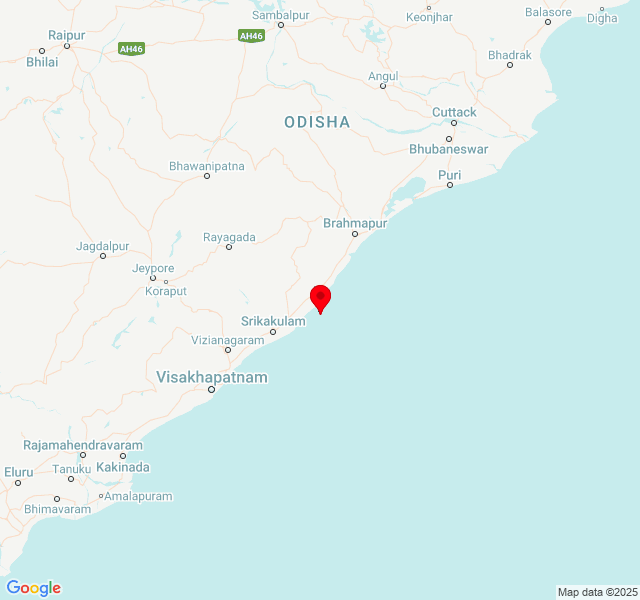 Sambalpur
Keonjhar
Balasore
Digha
Raipur
AH46
AH46
Bhilai
Bhadrak
Angul
Cuttack
ODISHA
Bhubaneswar
Bhawanipatna
Puri
Brahmapur
Rayagada
Jagdalpur
Jeypore
Koraput
Srikakulam
Vizianagaram
Visakhapatnam
Rajamahendravaram
Eluru
Tanuku
Kakinada
Amalapuram
Bhimavaram
Google
Map data ©2025